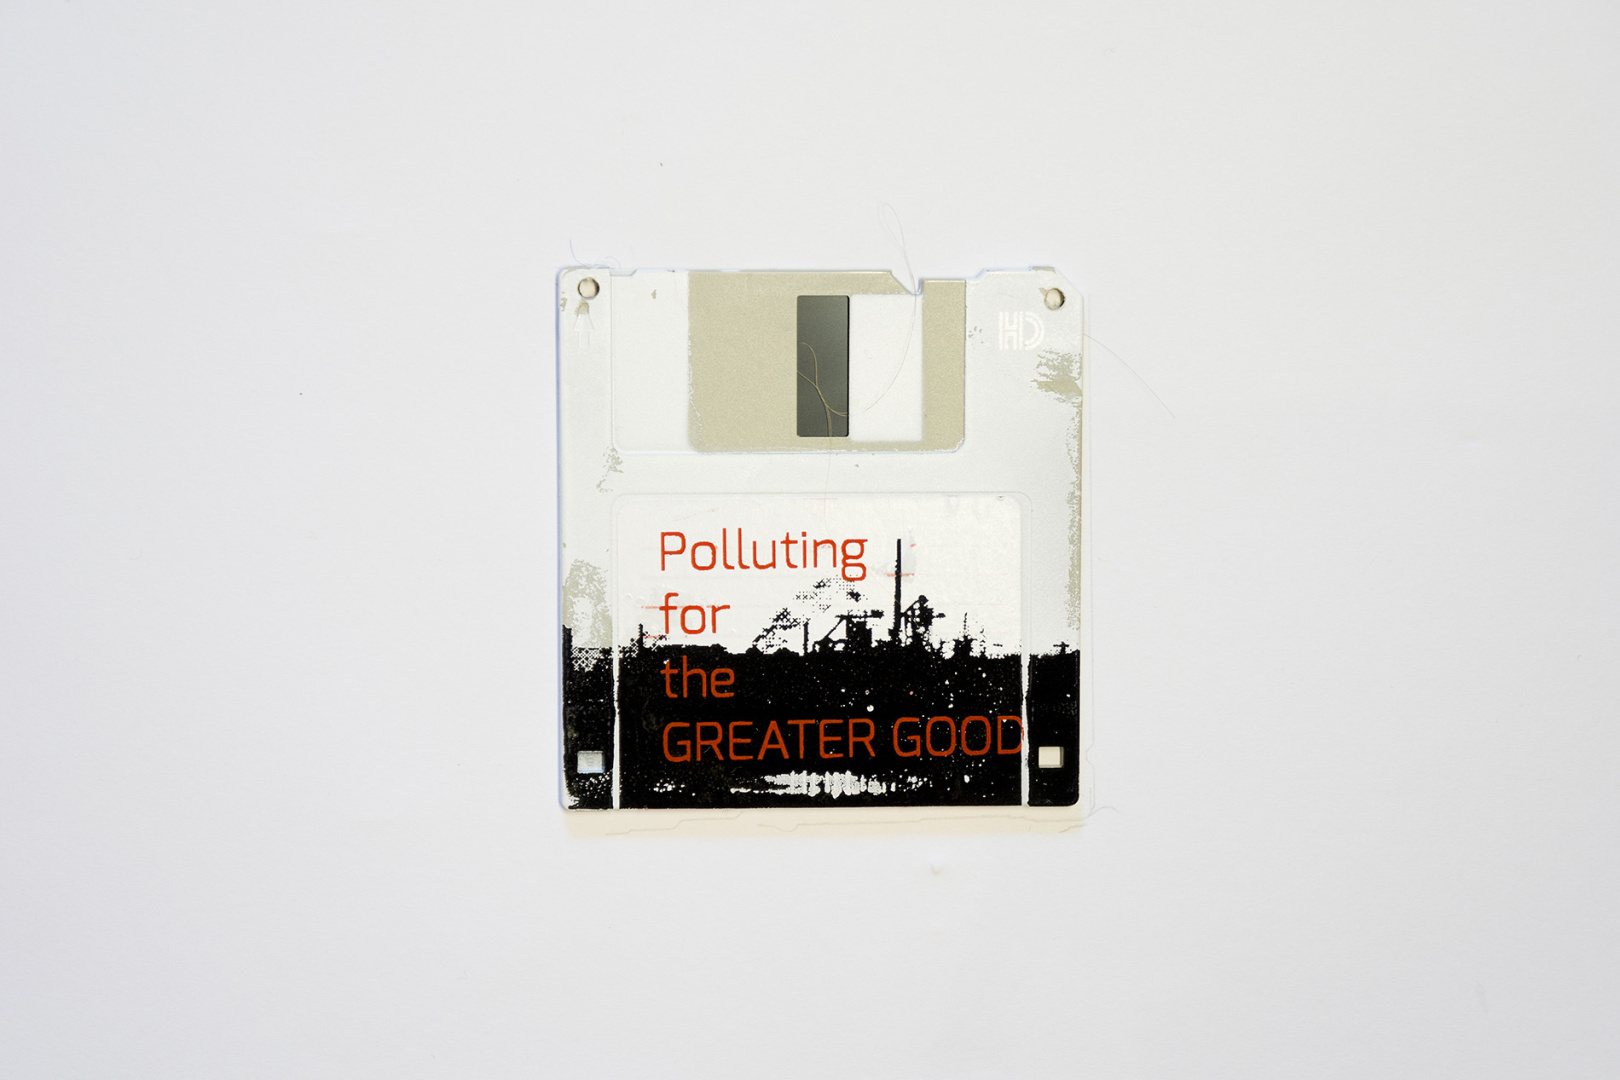 HD
Polluting
for
the
GREATER GOOD